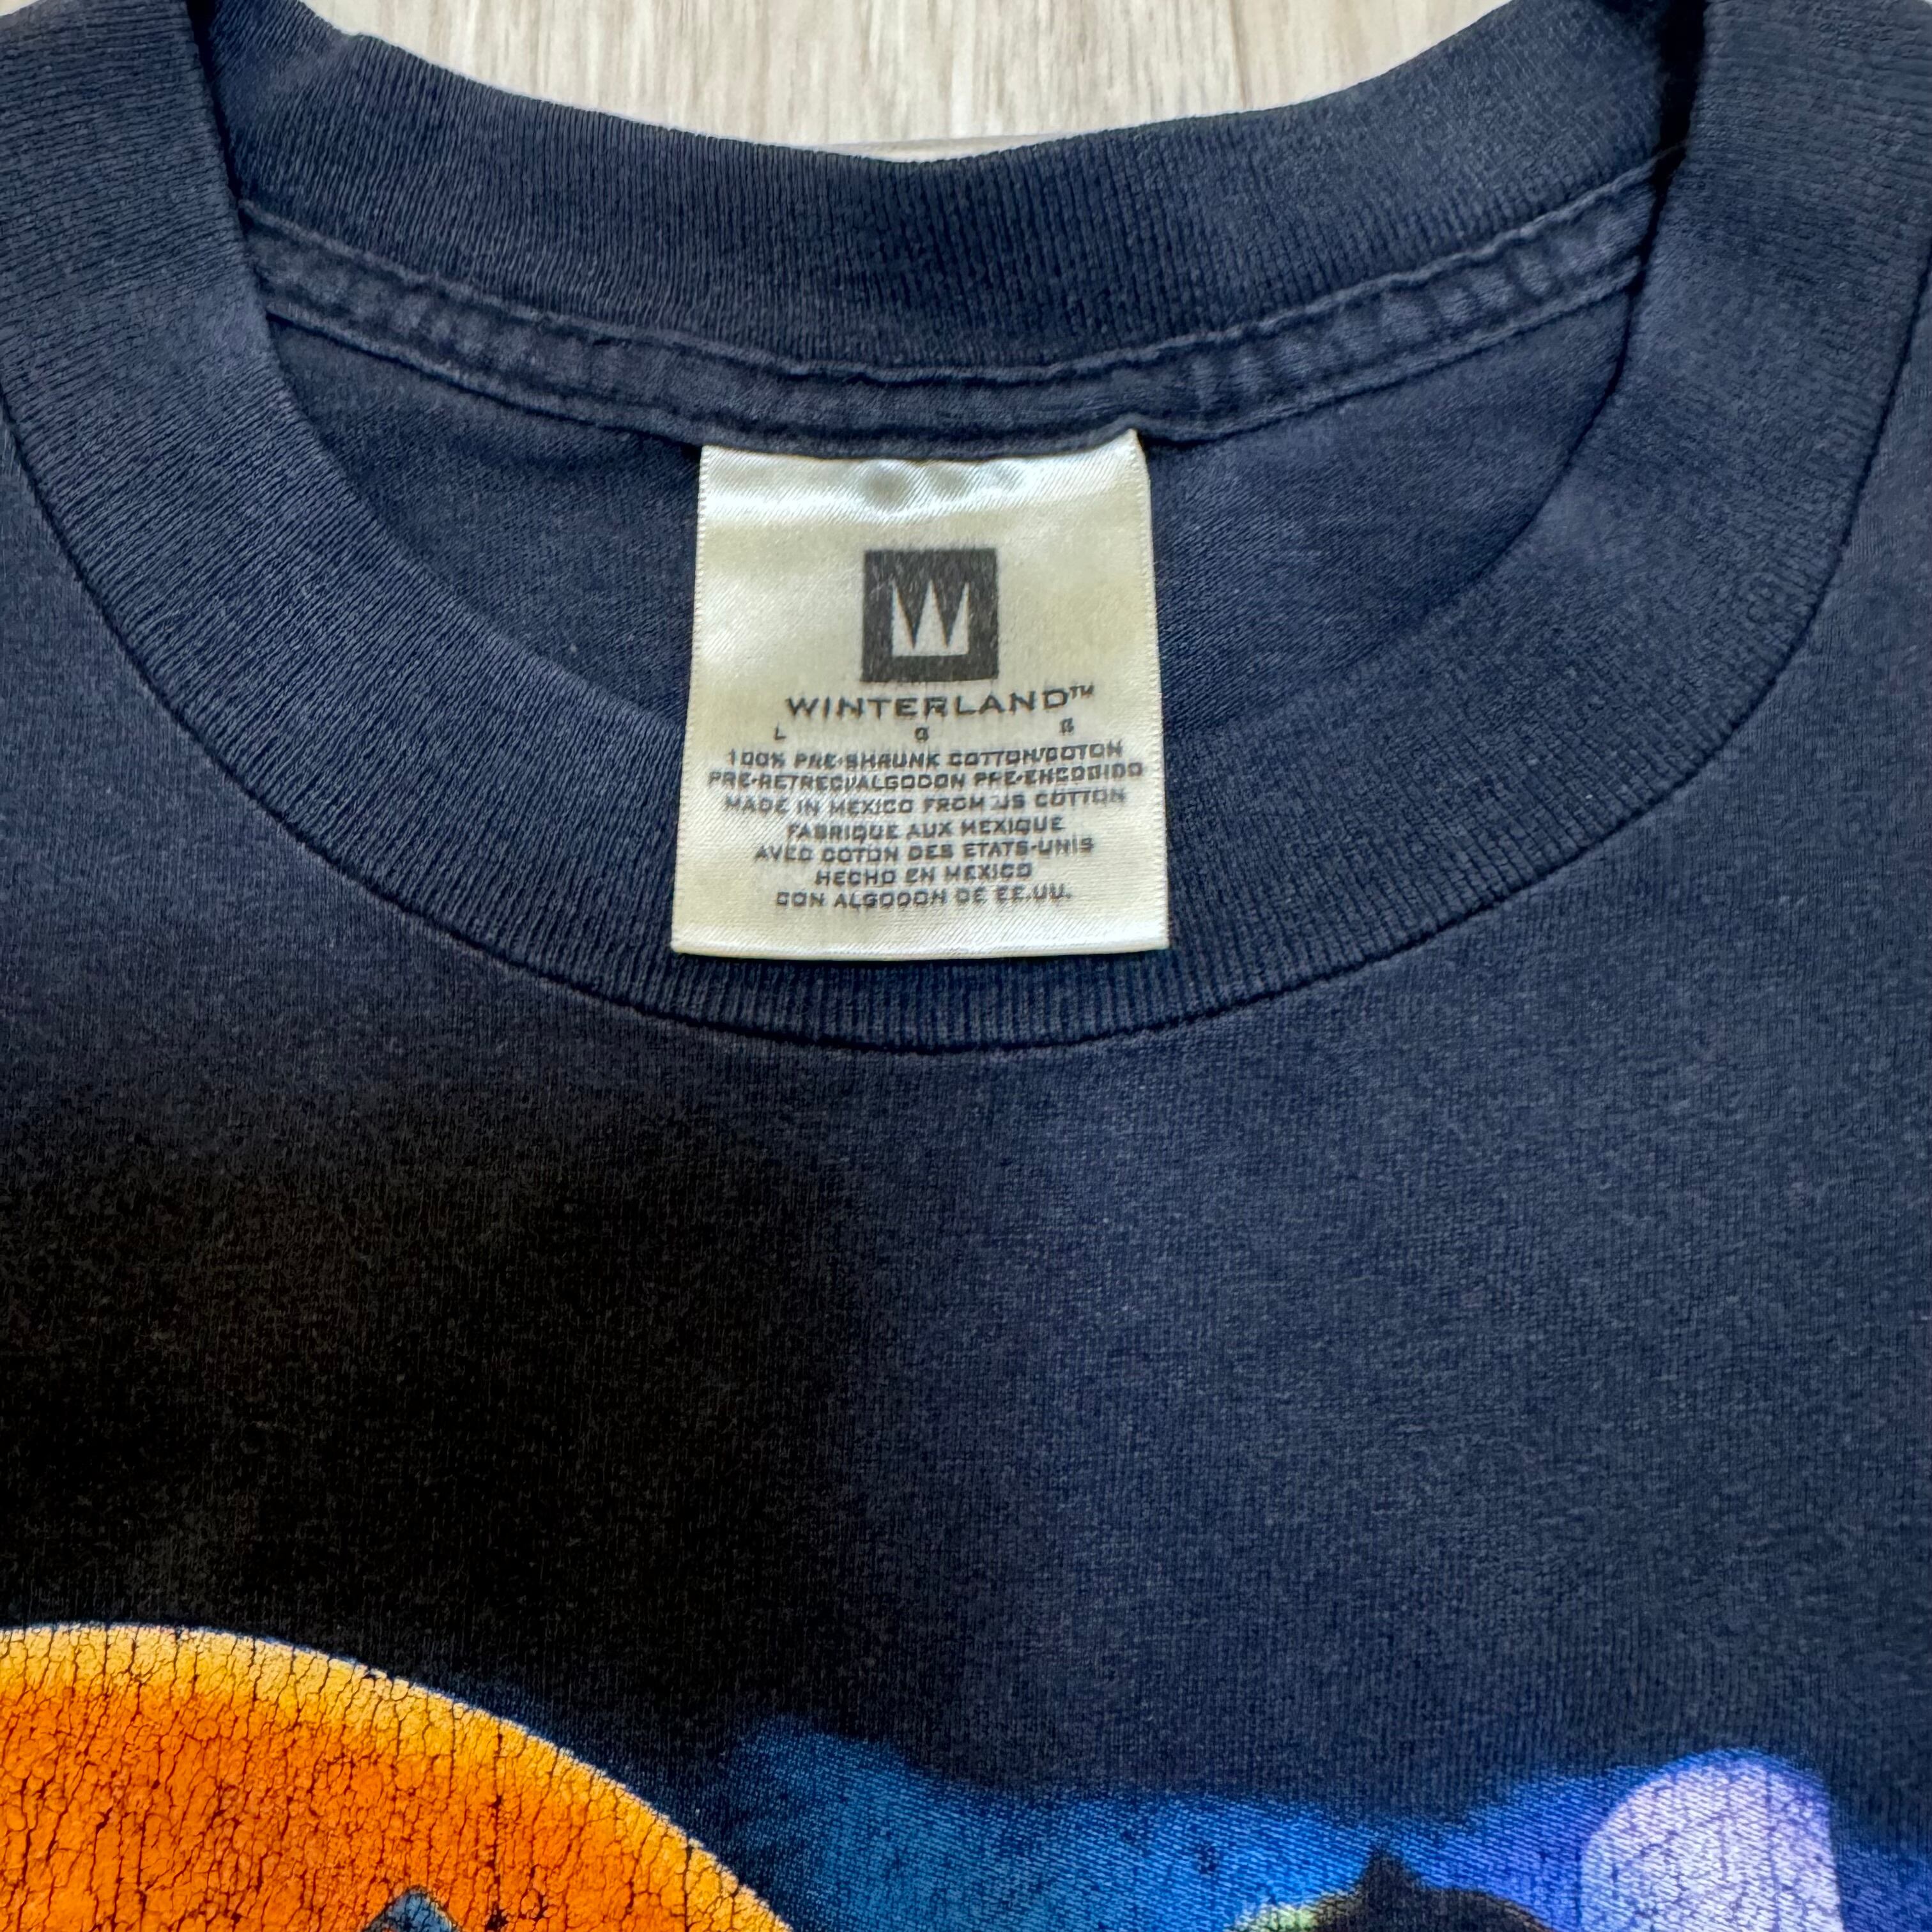 W
WINTERLAND™
L G G
100% PRE-SHRUNK COTTON/COTON
PRE-RETRECI/ALGODON PRE-ENCOGIDO
MADE IN MEXICO FROM US COTTON
FABRIQUE AUX MEXIQUE
AVEC COTON DES ETATS-UNIS
HECHO EN MEXICO
CON ALGODON DE EE.UU.